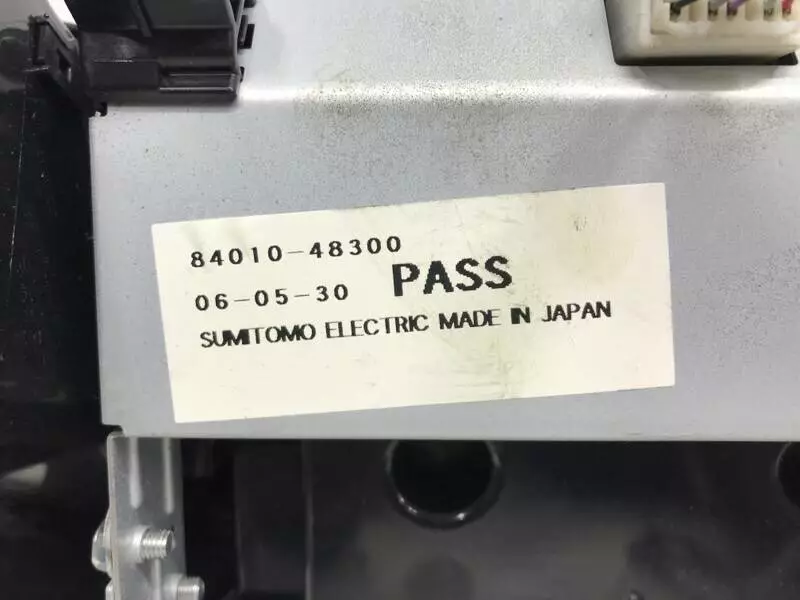 84010-48300
06-05-30 PASS
SUMITOMO ELECTRIC MADE IN JAPAN